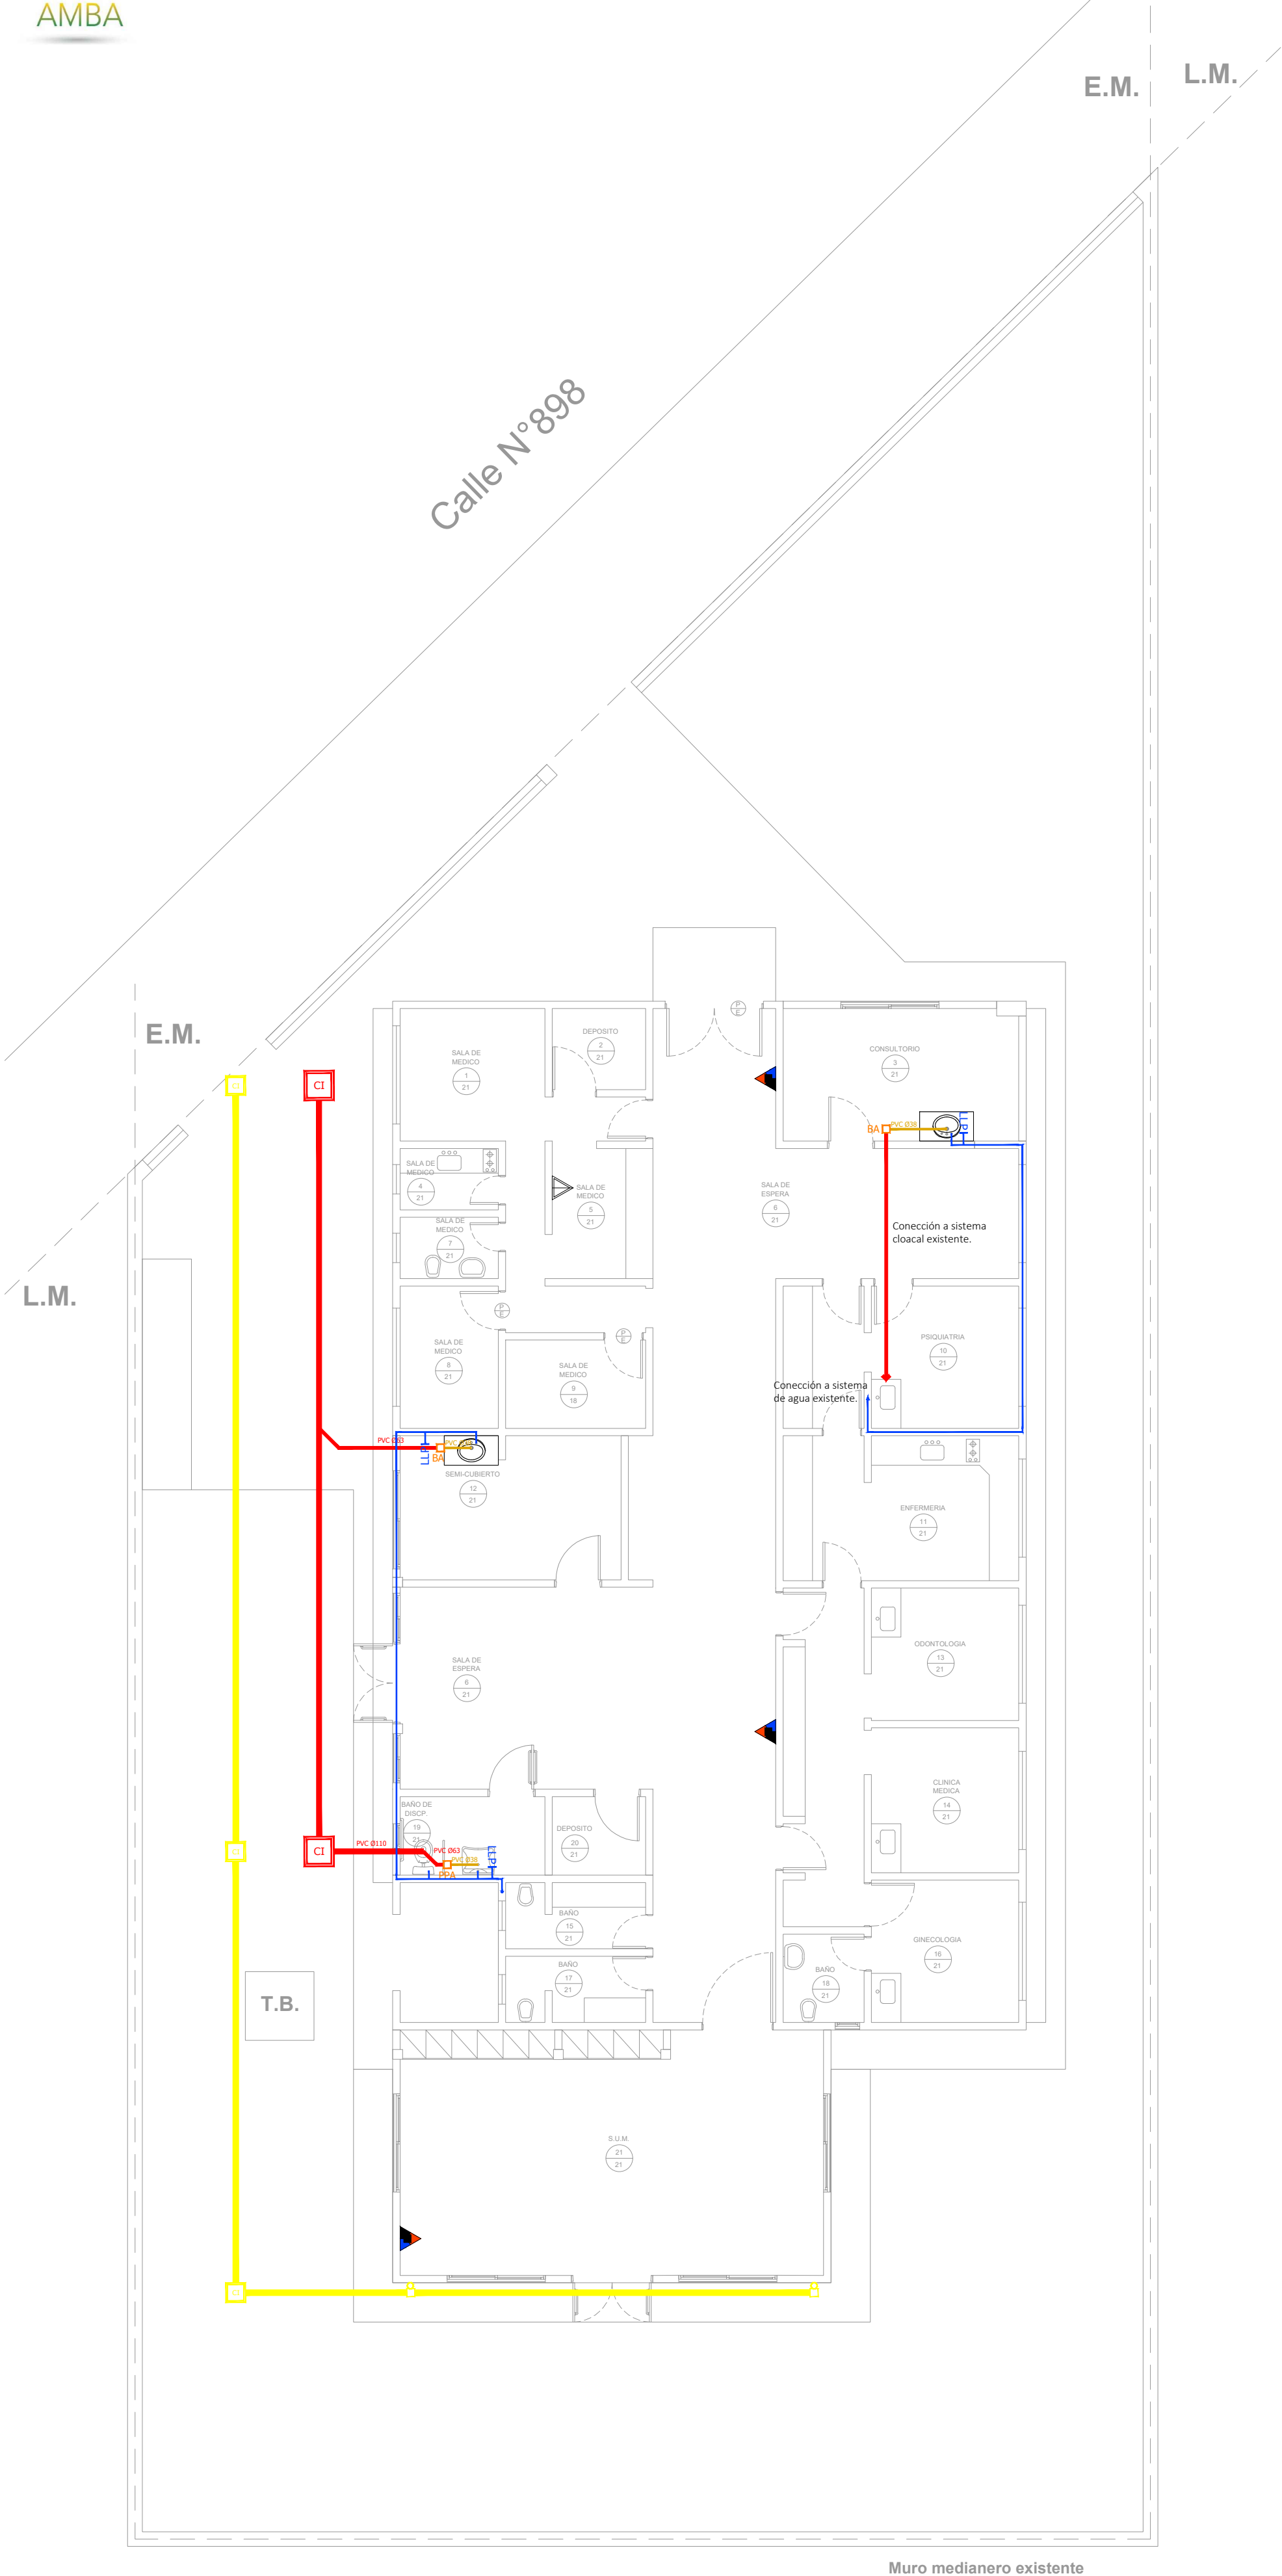 AMBA
E.M.
L.M.
Calle N°898
E.M.
L.M.
CI
P
E
DEPOSITO
2
21
SALA DE
MEDICO
1
21
CONSULTORIO
3
21
BA
PVC Ø38
LLP
SALA DE
MEDICO
4
21
SALA DE
MEDICO
5
21
SALA DE
ESPERA
6
21
SALA DE
MEDICO
7
21
Conección a sistema
cloacal existente.
P
E
P
E
SALA DE
MEDICO
8
21
SALA DE
MEDICO
9
18
PSIQUIATRIA
10
21
Conección a sistema
de agua existente.
PVC Ø63
BA
LLP
SEMI-CUBIERTO
12
21
ENFERMERIA
11
21
SALA DE
ESPERA
6
21
ODONTOLOGIA
13
21
CLINICA
MEDICA
14
21
BAÑO DE
DISCP.
19
21
DEPOSITO
20
21
CI
PVC Ø110
PVC Ø63
PVC Ø38
PPA
LLP
BAÑO
15
21
BAÑO
17
21
BAÑO
18
21
GINECOLOGIA
16
21
T.B.
S.U.M.
21
21
Muro medianero existente